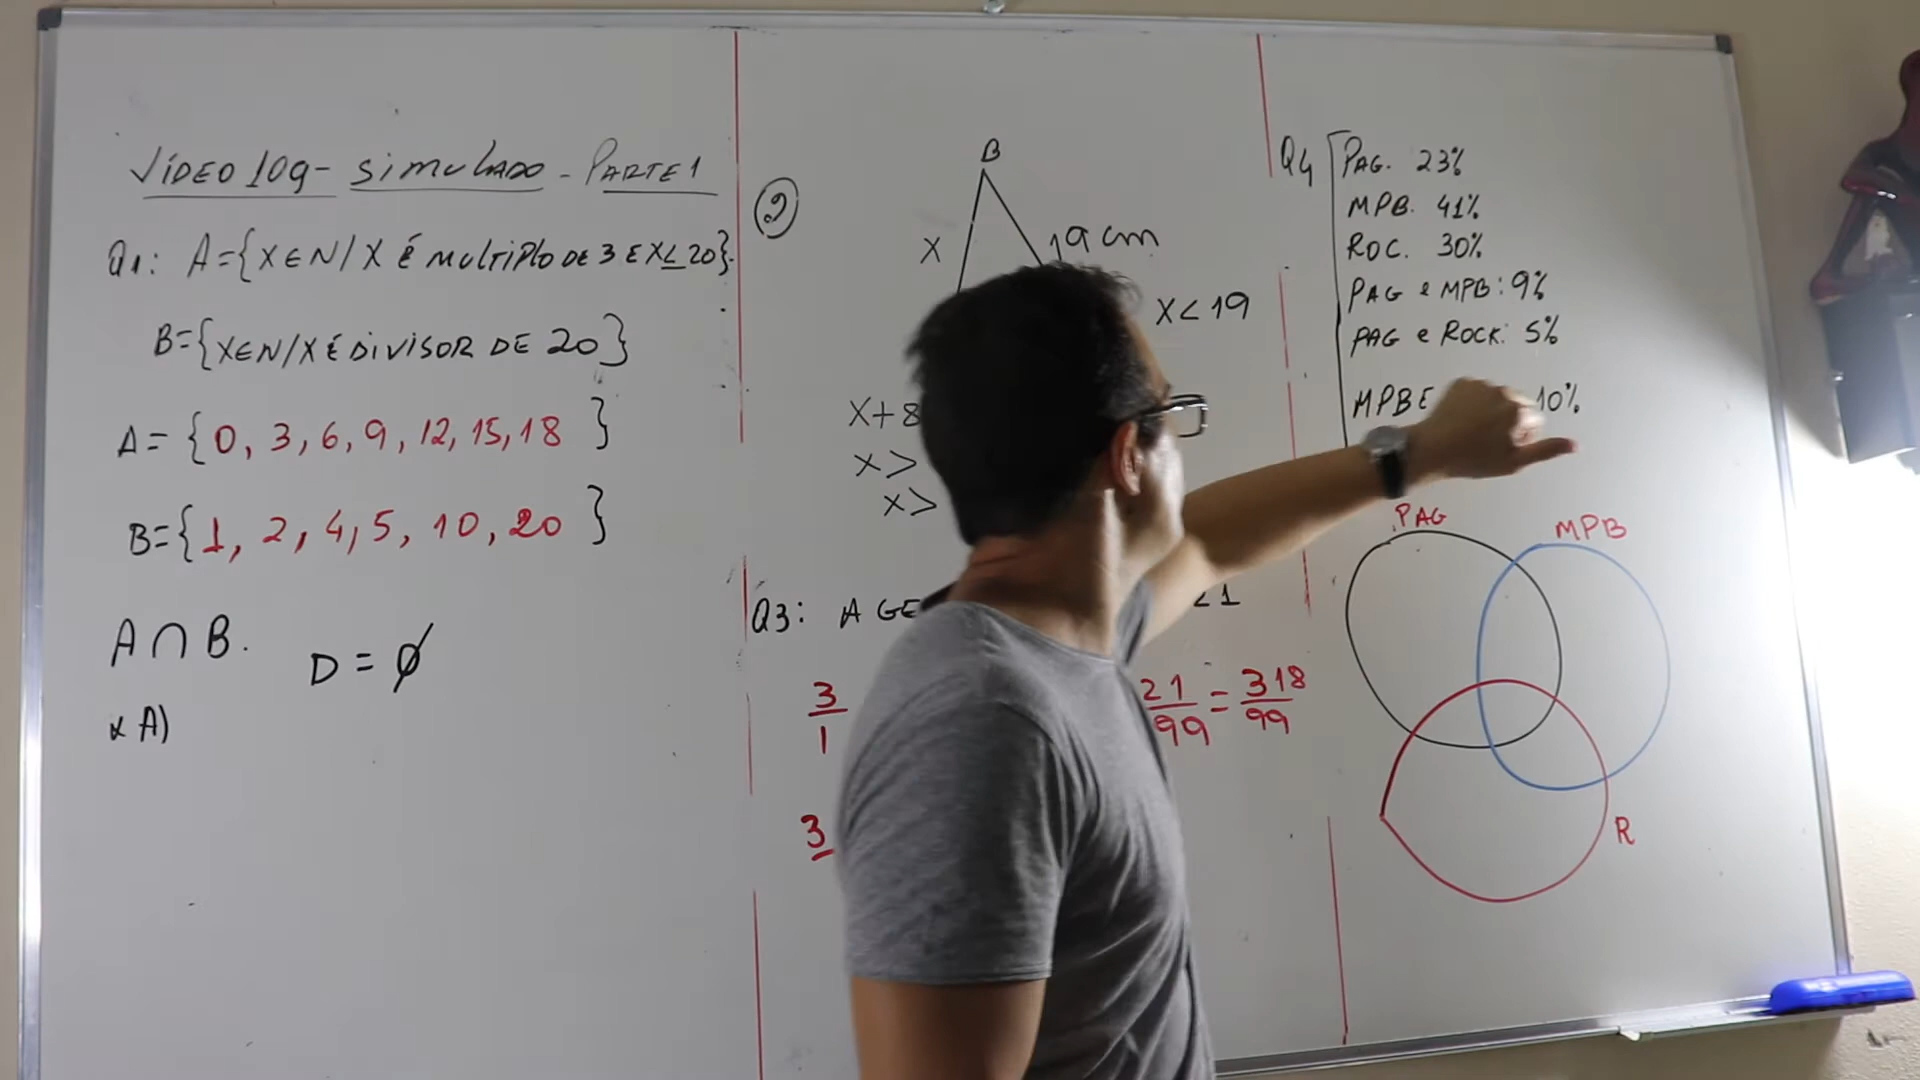 VÍDEO 109 - SIMULADO - PARTE 1
Q1: A={X∈N/X É MULTIPLO DE 3 E X≤20}.
B={X∈N/X É DIVISOR DE 20}
A={0, 3, 6, 9, 12, 15, 18}
B={1, 2, 4, 5, 10, 20}
A∩B. D=∅
A)
2
B
X 19 cm
X<19
X+8
X>
X>
Q3: A GE <1
3/1 21/99 = 318/99
3
Q4 PAG. 23%
MPB. 41%
ROC. 30%
PAG e MPB: 9%
PAG e ROCK: 5%
MPB E 10%
PAG
MPB
R